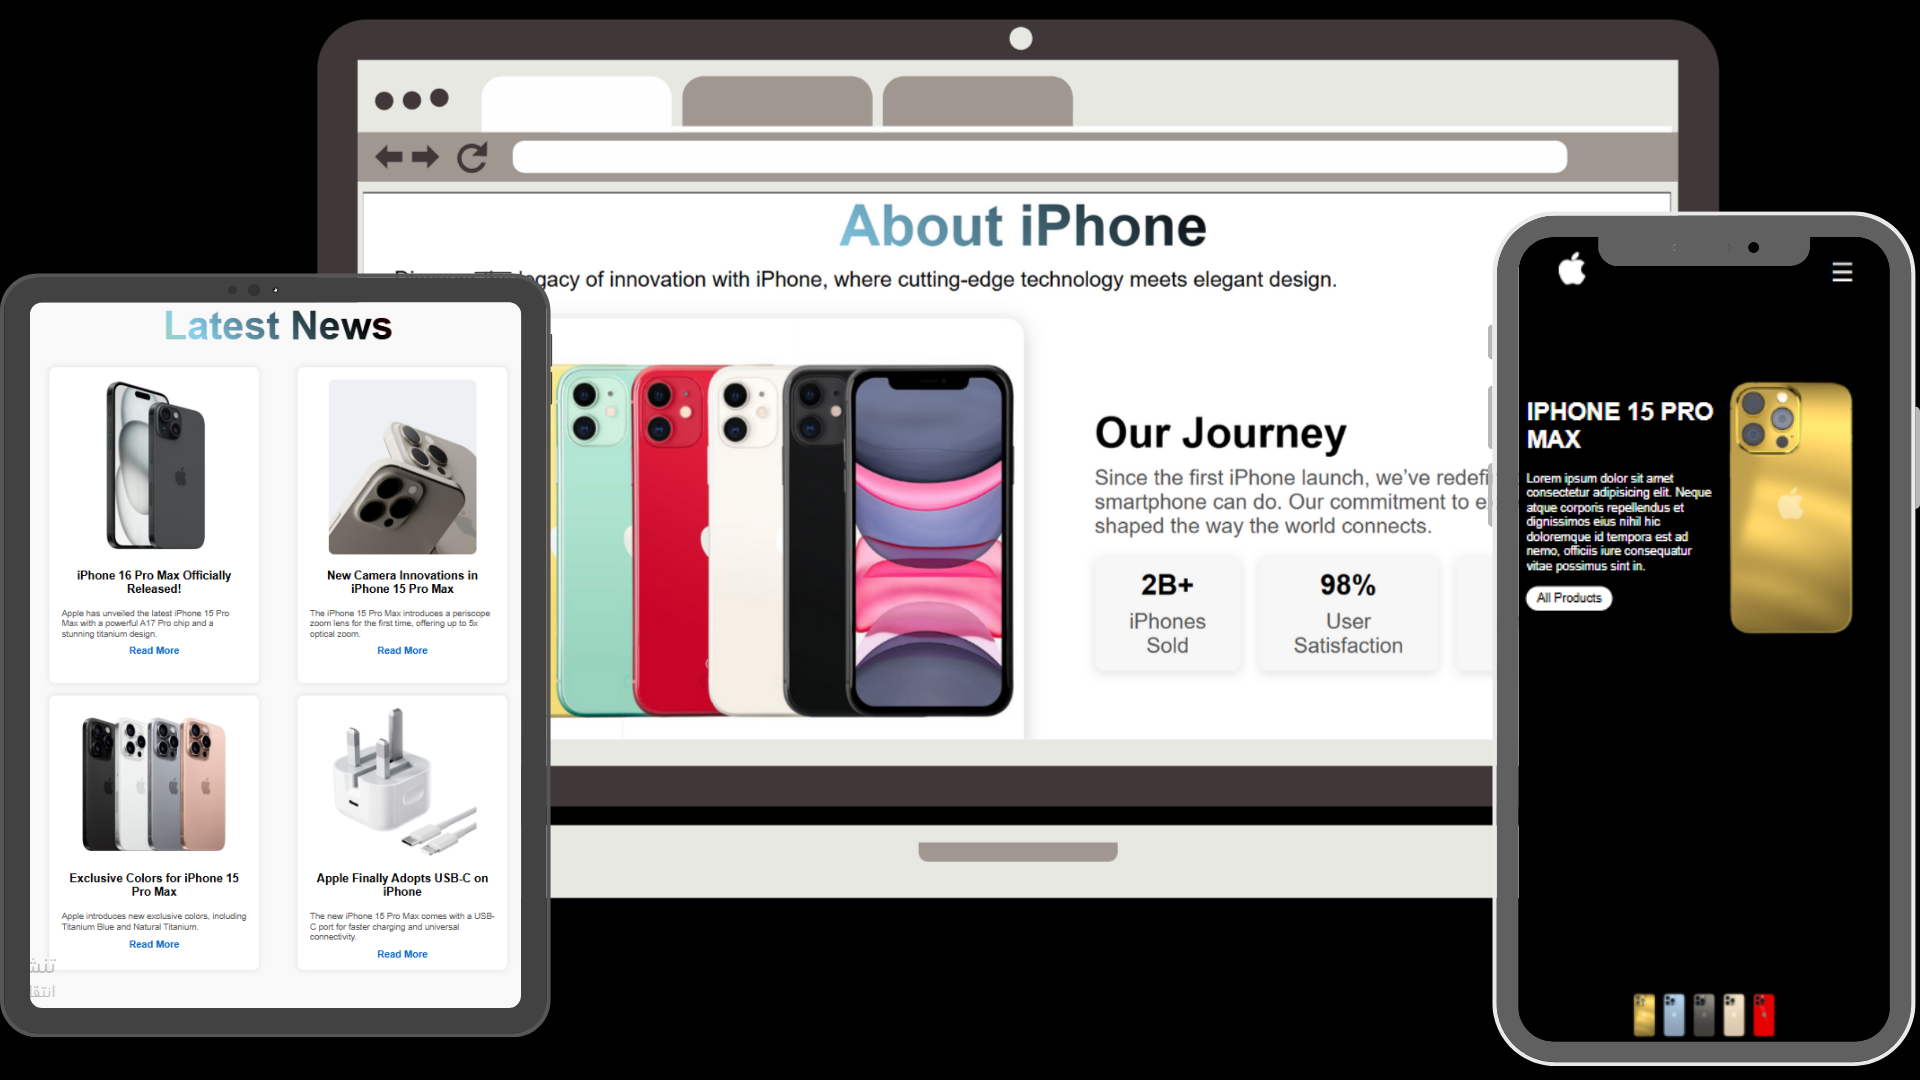 About iPhone
legacy of innovation with iPhone, where cutting-edge technology meets elegant design.
Our Journey
Since the first iPhone launch, we’ve
smartphone can do. Our commitment to
shaped the way the world connects.
2B+
iPhones
Sold
98%
User
Satisfaction
Latest News
iPhone 16 Pro Max Officially
Released!
Apple has unveiled the latest iPhone 15 Pro
Max with a powerful A17 Pro chip and a
stunning titanium design.
Read More
New Camera Innovations in
iPhone 15 Pro Max
The iPhone 15 Pro Max introduces a periscope
zoom lens for the first time, offering up to 5x
optical zoom.
Read More
Exclusive Colors for iPhone 15
Pro Max
Apple introduces new exclusive colors, including
Titanium Blue and Natural Titanium.
Read More
Apple Finally Adopts USB-C on
iPhone
The new iPhone 15 Pro Max comes with a USB-
C port for faster charging and universal
connectivity.
Read More
IPHONE 15 PRO
MAX
Lorem ipsum dolor sit amet
consectetur adipisicing elit. Neque
atque corporis repellendus et
dignissimos eius nihil hic
doloremque id tempora est ad
nemo, officiis iure consequatur
vitae possimus sint in.
All Products